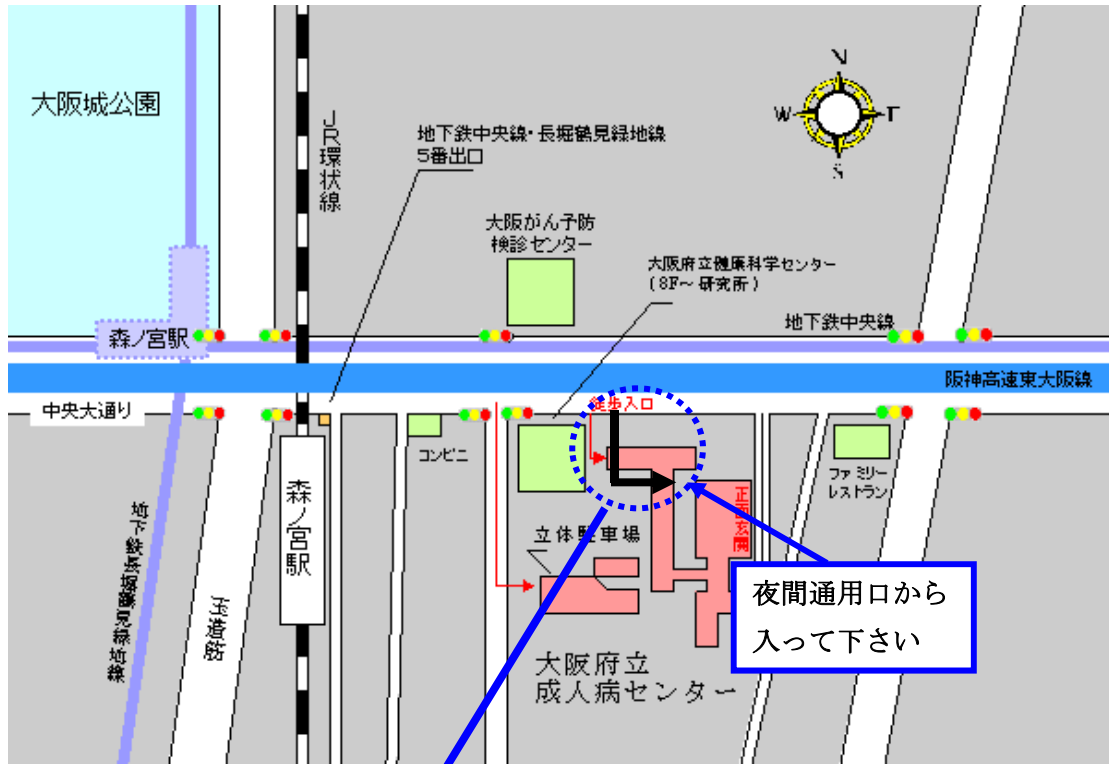 大阪城公園
JR環状線
地下鉄中央線・長堀鶴見緑地線
5番出口
N
W
E
S
大阪がん予防
検診センター
大阪府立健康科学センター
(8F～研究所)
森ノ宮駅
地下鉄中央線
阪神高速東大阪線
中央大通り
徒歩入口
コンビニ
ファミリー
レストラン
森ノ宮駅
正面玄関
立体駐車場
玉造筋
地下鉄長堀鶴見緑地線
夜間通用口から
入って下さい
大阪府立
成人病センター